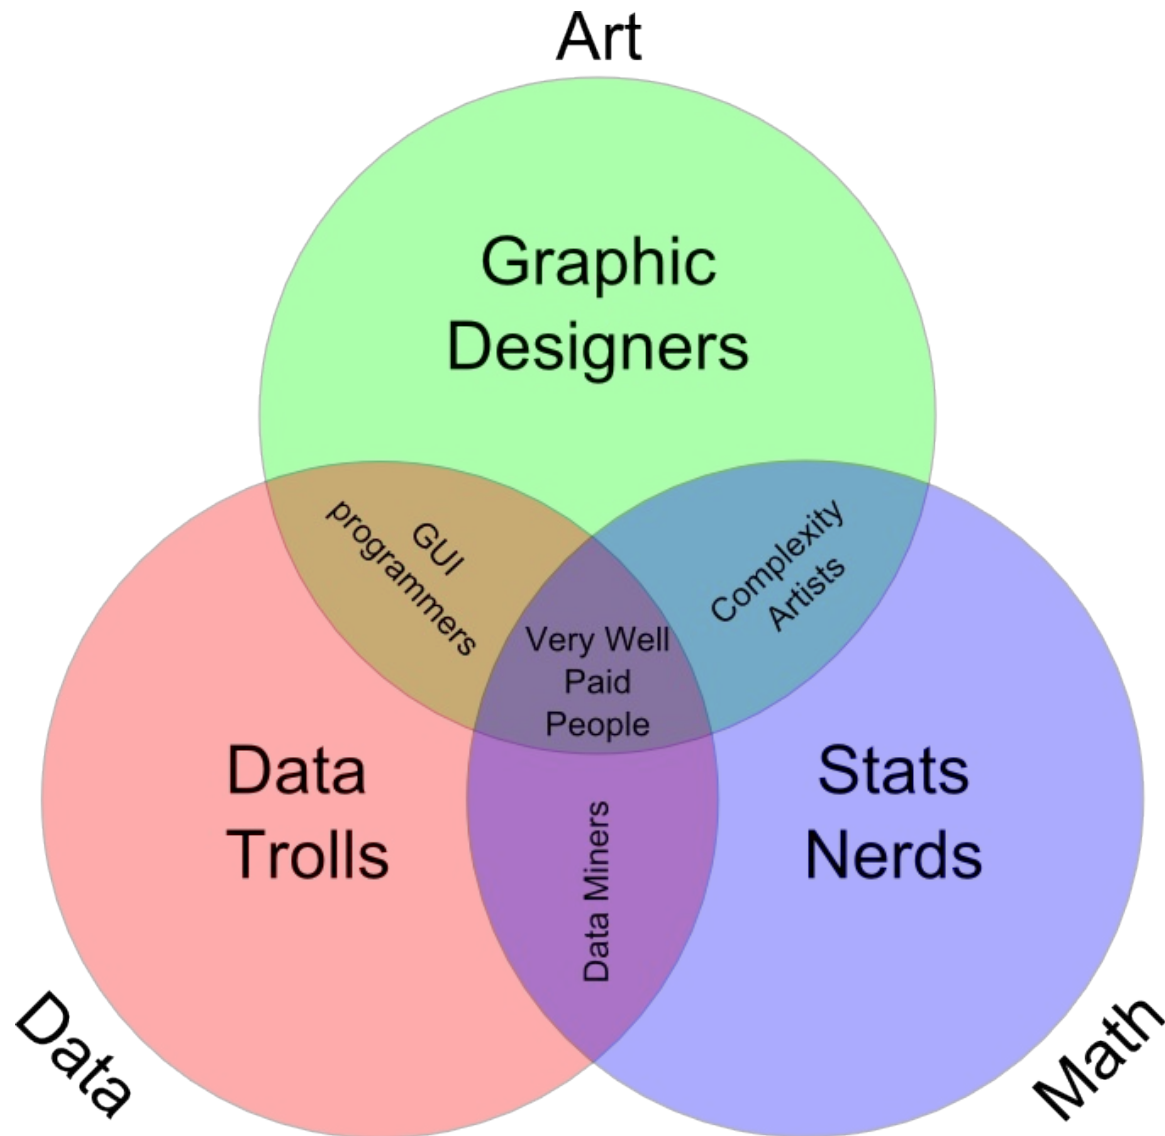 Art
Graphic
Designers
GUI
programmers
Complexity
Artists
Very Well
Paid
People
Data
Trolls
Stats
Nerds
Data Miners
Data
Math